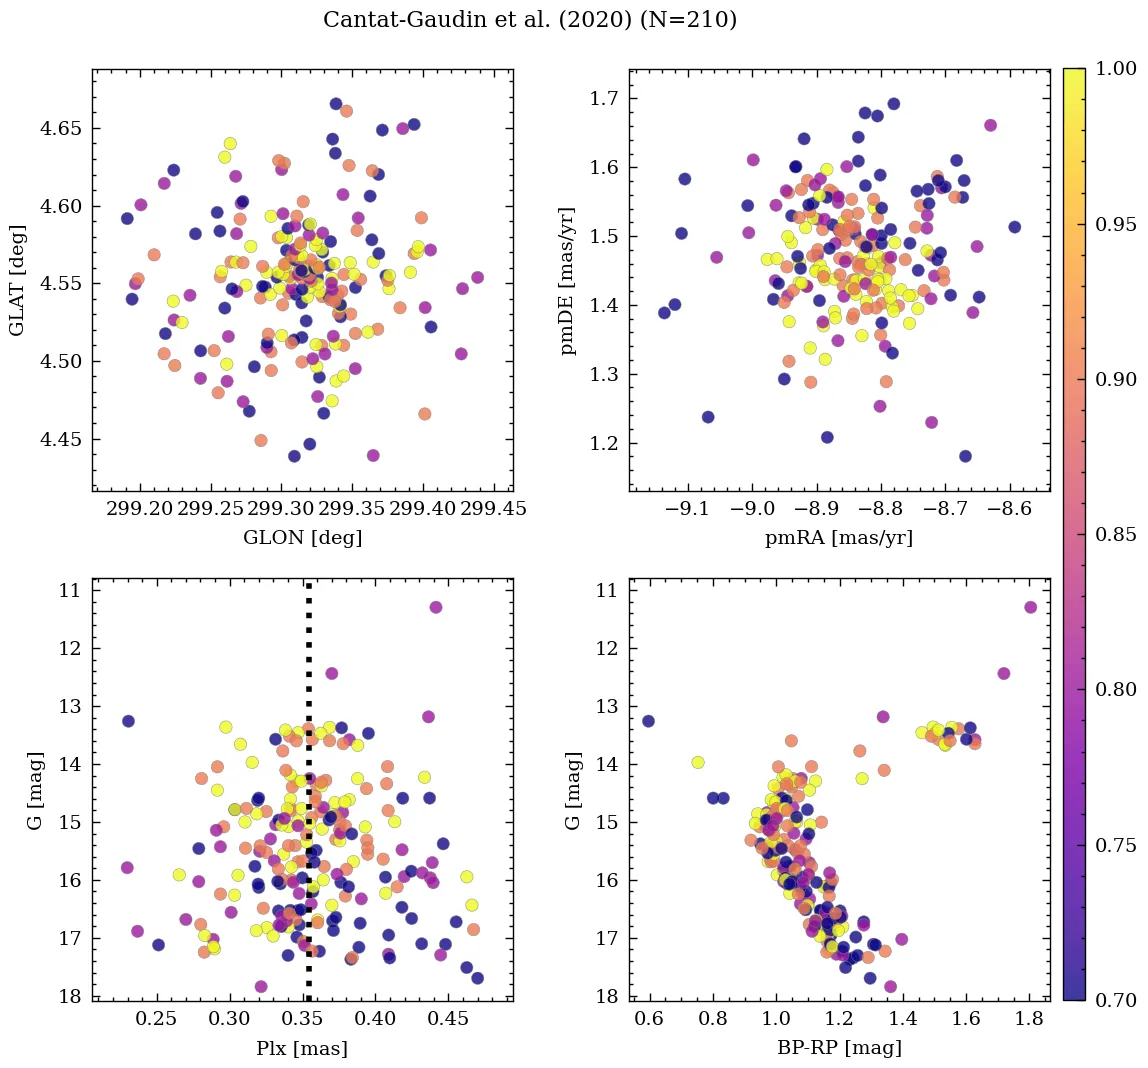 Cantat-Gaudin et al. (2020) (N=210)
GLAT [deg]
4.65
4.60
4.55
4.50
4.45
299.20 299.25 299.30 299.35 299.40 299.45
GLON [deg]
pmDE [mas/yr]
1.7
1.6
1.5
1.4
1.3
1.2
−9.1 −9.0 −8.9 −8.8 −8.7 −8.6
pmRA [mas/yr]
G [mag]
11
12
13
14
15
16
17
18
0.25 0.30 0.35 0.40 0.45
Plx [mas]
G [mag]
11
12
13
14
15
16
17
18
0.6 0.8 1.0 1.2 1.4 1.6 1.8
BP-RP [mag]
1.00
0.95
0.90
0.85
0.80
0.75
0.70